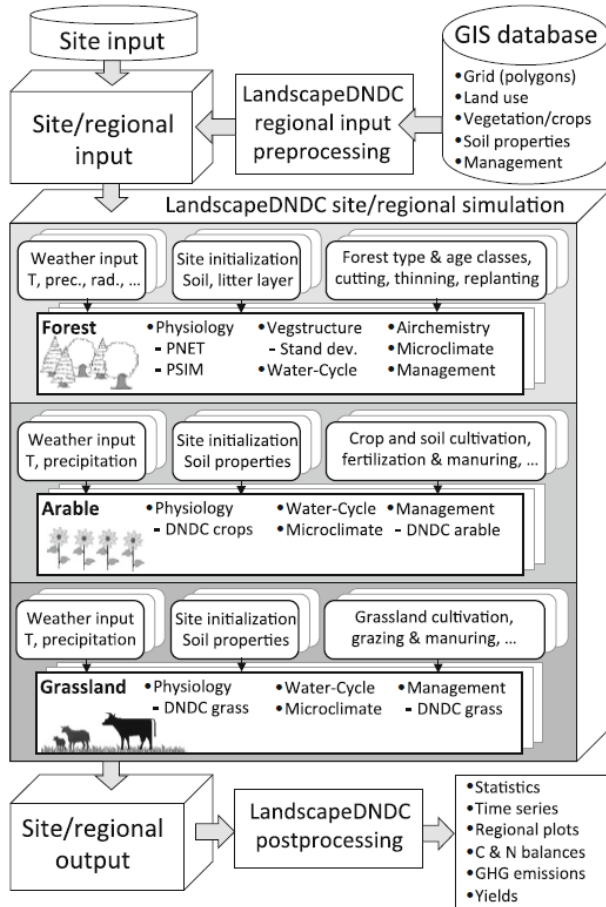 Site input
GIS database
•Grid (polygons)
•Land use
•Vegetation/crops
•Soil properties
•Management
LandscapeDNDC
regional input
preprocessing
Site/regional
input
LandscapeDNDC site/regional simulation
Weather input
T, prec., rad., ...
Site initialization
Soil, litter layer
Forest type & age classes,
cutting, thinning, replanting
Forest
•Physiology
- PNET
- PSIM
•Vegstructure
- Stand dev.
•Water-Cycle
•Airchemistry
•Microclimate
•Management
Weather input
T, precipitation
Site initialization
Soil properties
Crop and soil cultivation,
fertilization & manuring, ...
Arable
•Physiology
- DNDC crops
•Water-Cycle
•Microclimate
•Management
- DNDC arable
Weather input
T, precipitation
Site initialization
Soil properties
Grassland cultivation,
grazing & manuring, ...
Grassland
•Physiology
- DNDC grass
•Water-Cycle
•Microclimate
•Management
- DNDC grass
Site/regional
output
LandscapeDNDC
postprocessing
•Statistics
•Time series
•Regional plots
•C & N balances
•GHG emissions
•Yields